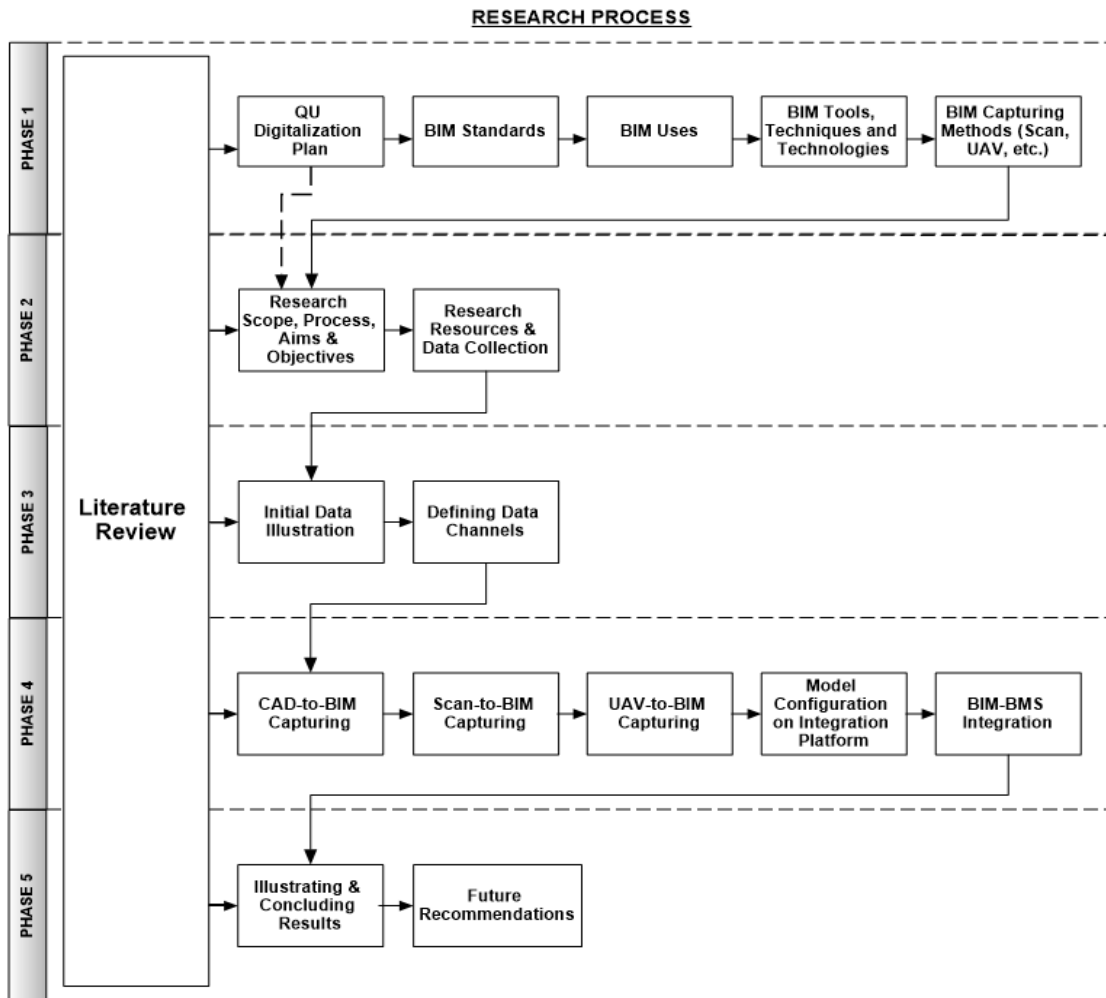 RESEARCH PROCESS
PHASE 1
QU
Digitalization
Plan
BIM Standards
BIM Uses
BIM Tools,
Techniques and
Technologies
BIM Capturing
Methods (Scan,
UAV, etc.)
PHASE 2
Research
Scope, Process,
Aims &
Objectives
Research
Resources &
Data Collection
PHASE 3
Literature
Review
Initial Data
Illustration
Defining Data
Channels
PHASE 4
CAD-to-BIM
Capturing
Scan-to-BIM
Capturing
UAV-to-BIM
Capturing
Model
Configuration
on Integration
Platform
BIM-BMS
Integration
PHASE 5
Illustrating &
Concluding
Results
Future
Recommendations